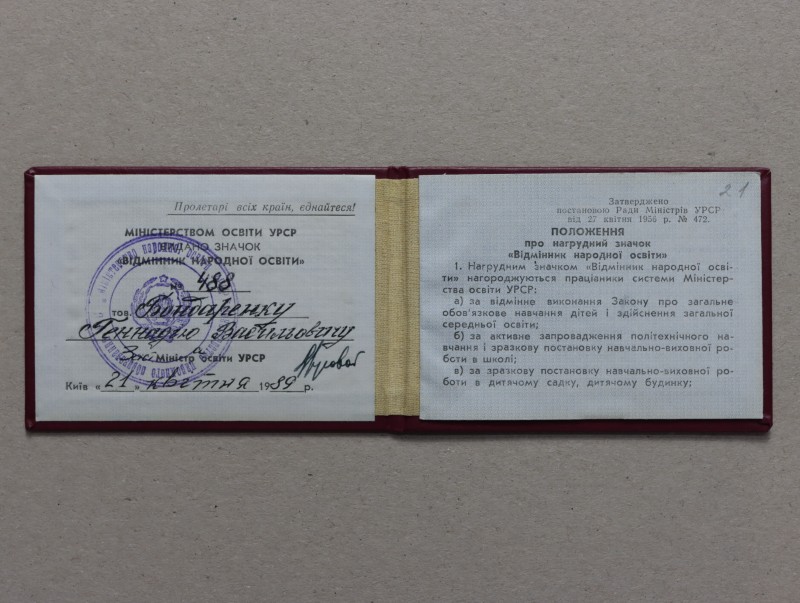 Пролетарі всіх країн, єднайтеся!
МІНІСТЕРСТВОМ ОСВІТИ УРСР
ВИДАНО ЗНАЧОК
«ВІДМІННИК НАРОДНОЇ ОСВІТИ»
№ 488
тов. Бондаренку
Геннадію Васильовичу
Міністр освіти УРСР
Київ «21» квітня 1989 р.
21
Затверджено
постановою Ради Міністрів УРСР
від 27 квітня 1956 р. № 472.
ПОЛОЖЕННЯ
про нагрудний значок
«Відмінник народної освіти»
1. Нагрудним значком «Відмінник народної осві-
ти» нагороджуються працівники системи Міністер-
ства освіти УРСР:
а) за відмінне виконання Закону про загальне
обов'язкове навчання дітей і здійснення загальної
середньої освіти;
б) за активне запровадження політехнічного на-
вчання і зразкову постановку навчально-виховної ро-
боти в школі;
в) за зразкову постановку навчально-виховної ро-
боти в дитячому садку, дитячому будинку;